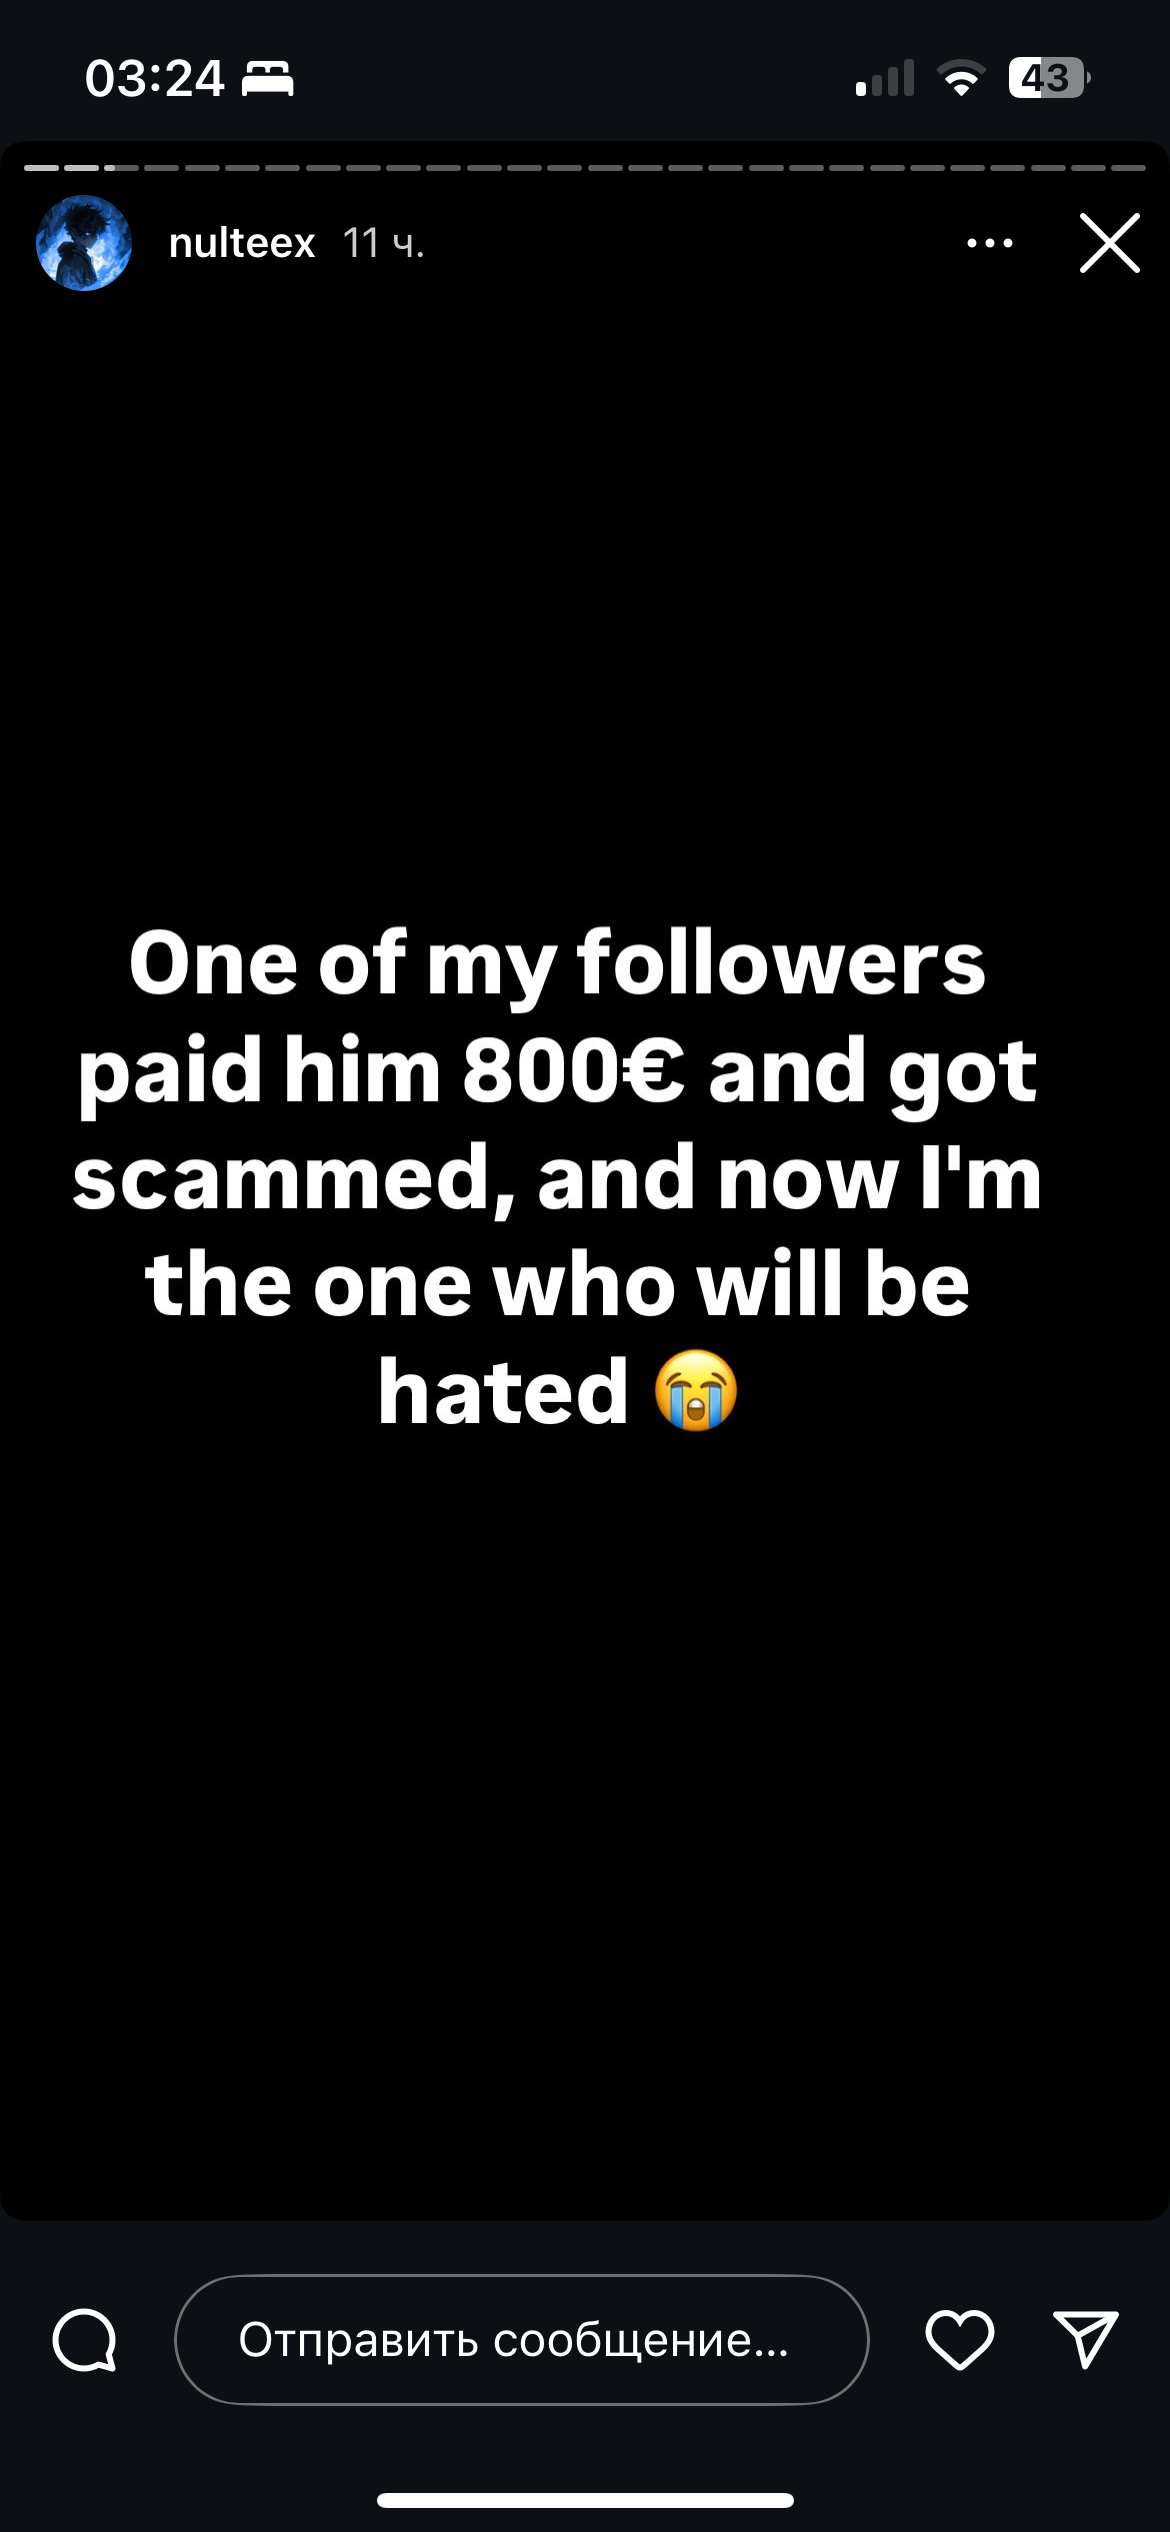 03:24
43
nulteex 11 ч.
One of my followers
paid him 800€ and got
scammed, and now I'm
the one who will be
hated 😭
Отправить сообщение...